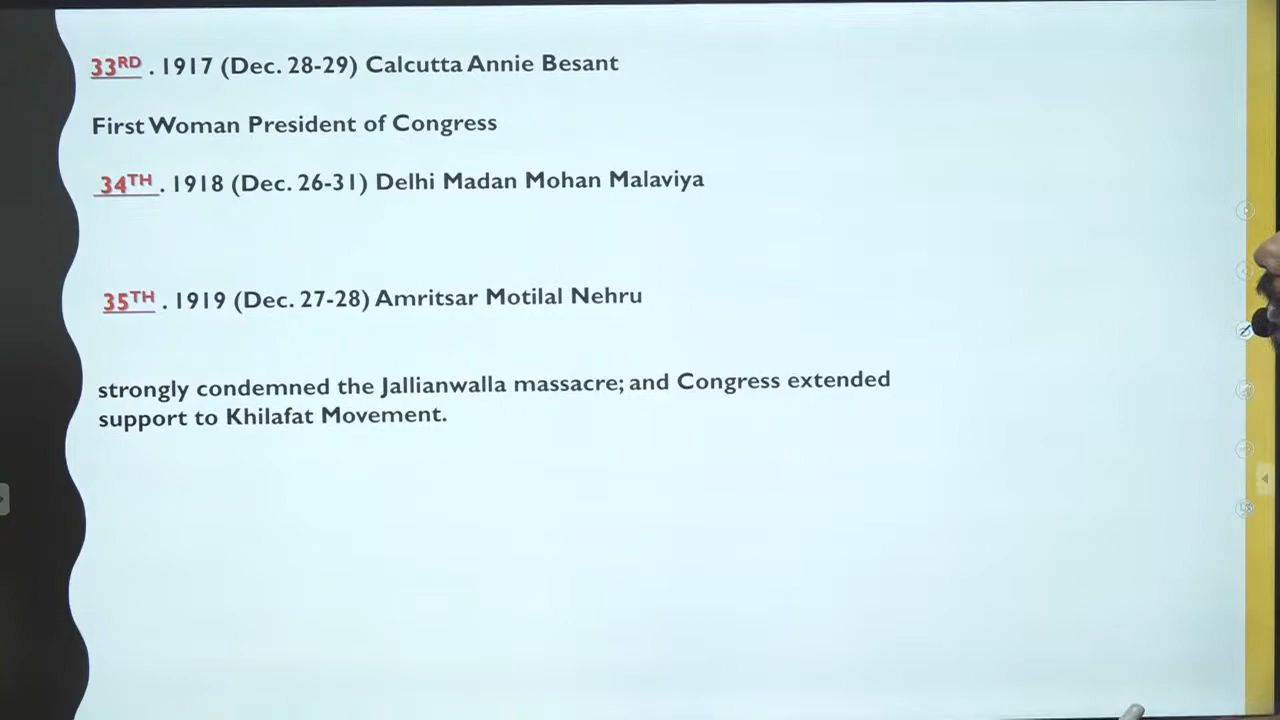 33RD . 1917 (Dec. 28-29) Calcutta Annie Besant
First Woman President of Congress
34TH. 1918 (Dec. 26-31) Delhi Madan Mohan Malaviya
35TH . 1919 (Dec. 27-28) Amritsar Motilal Nehru
strongly condemned the Jallianwalla massacre; and Congress extended
support to Khilafat Movement.